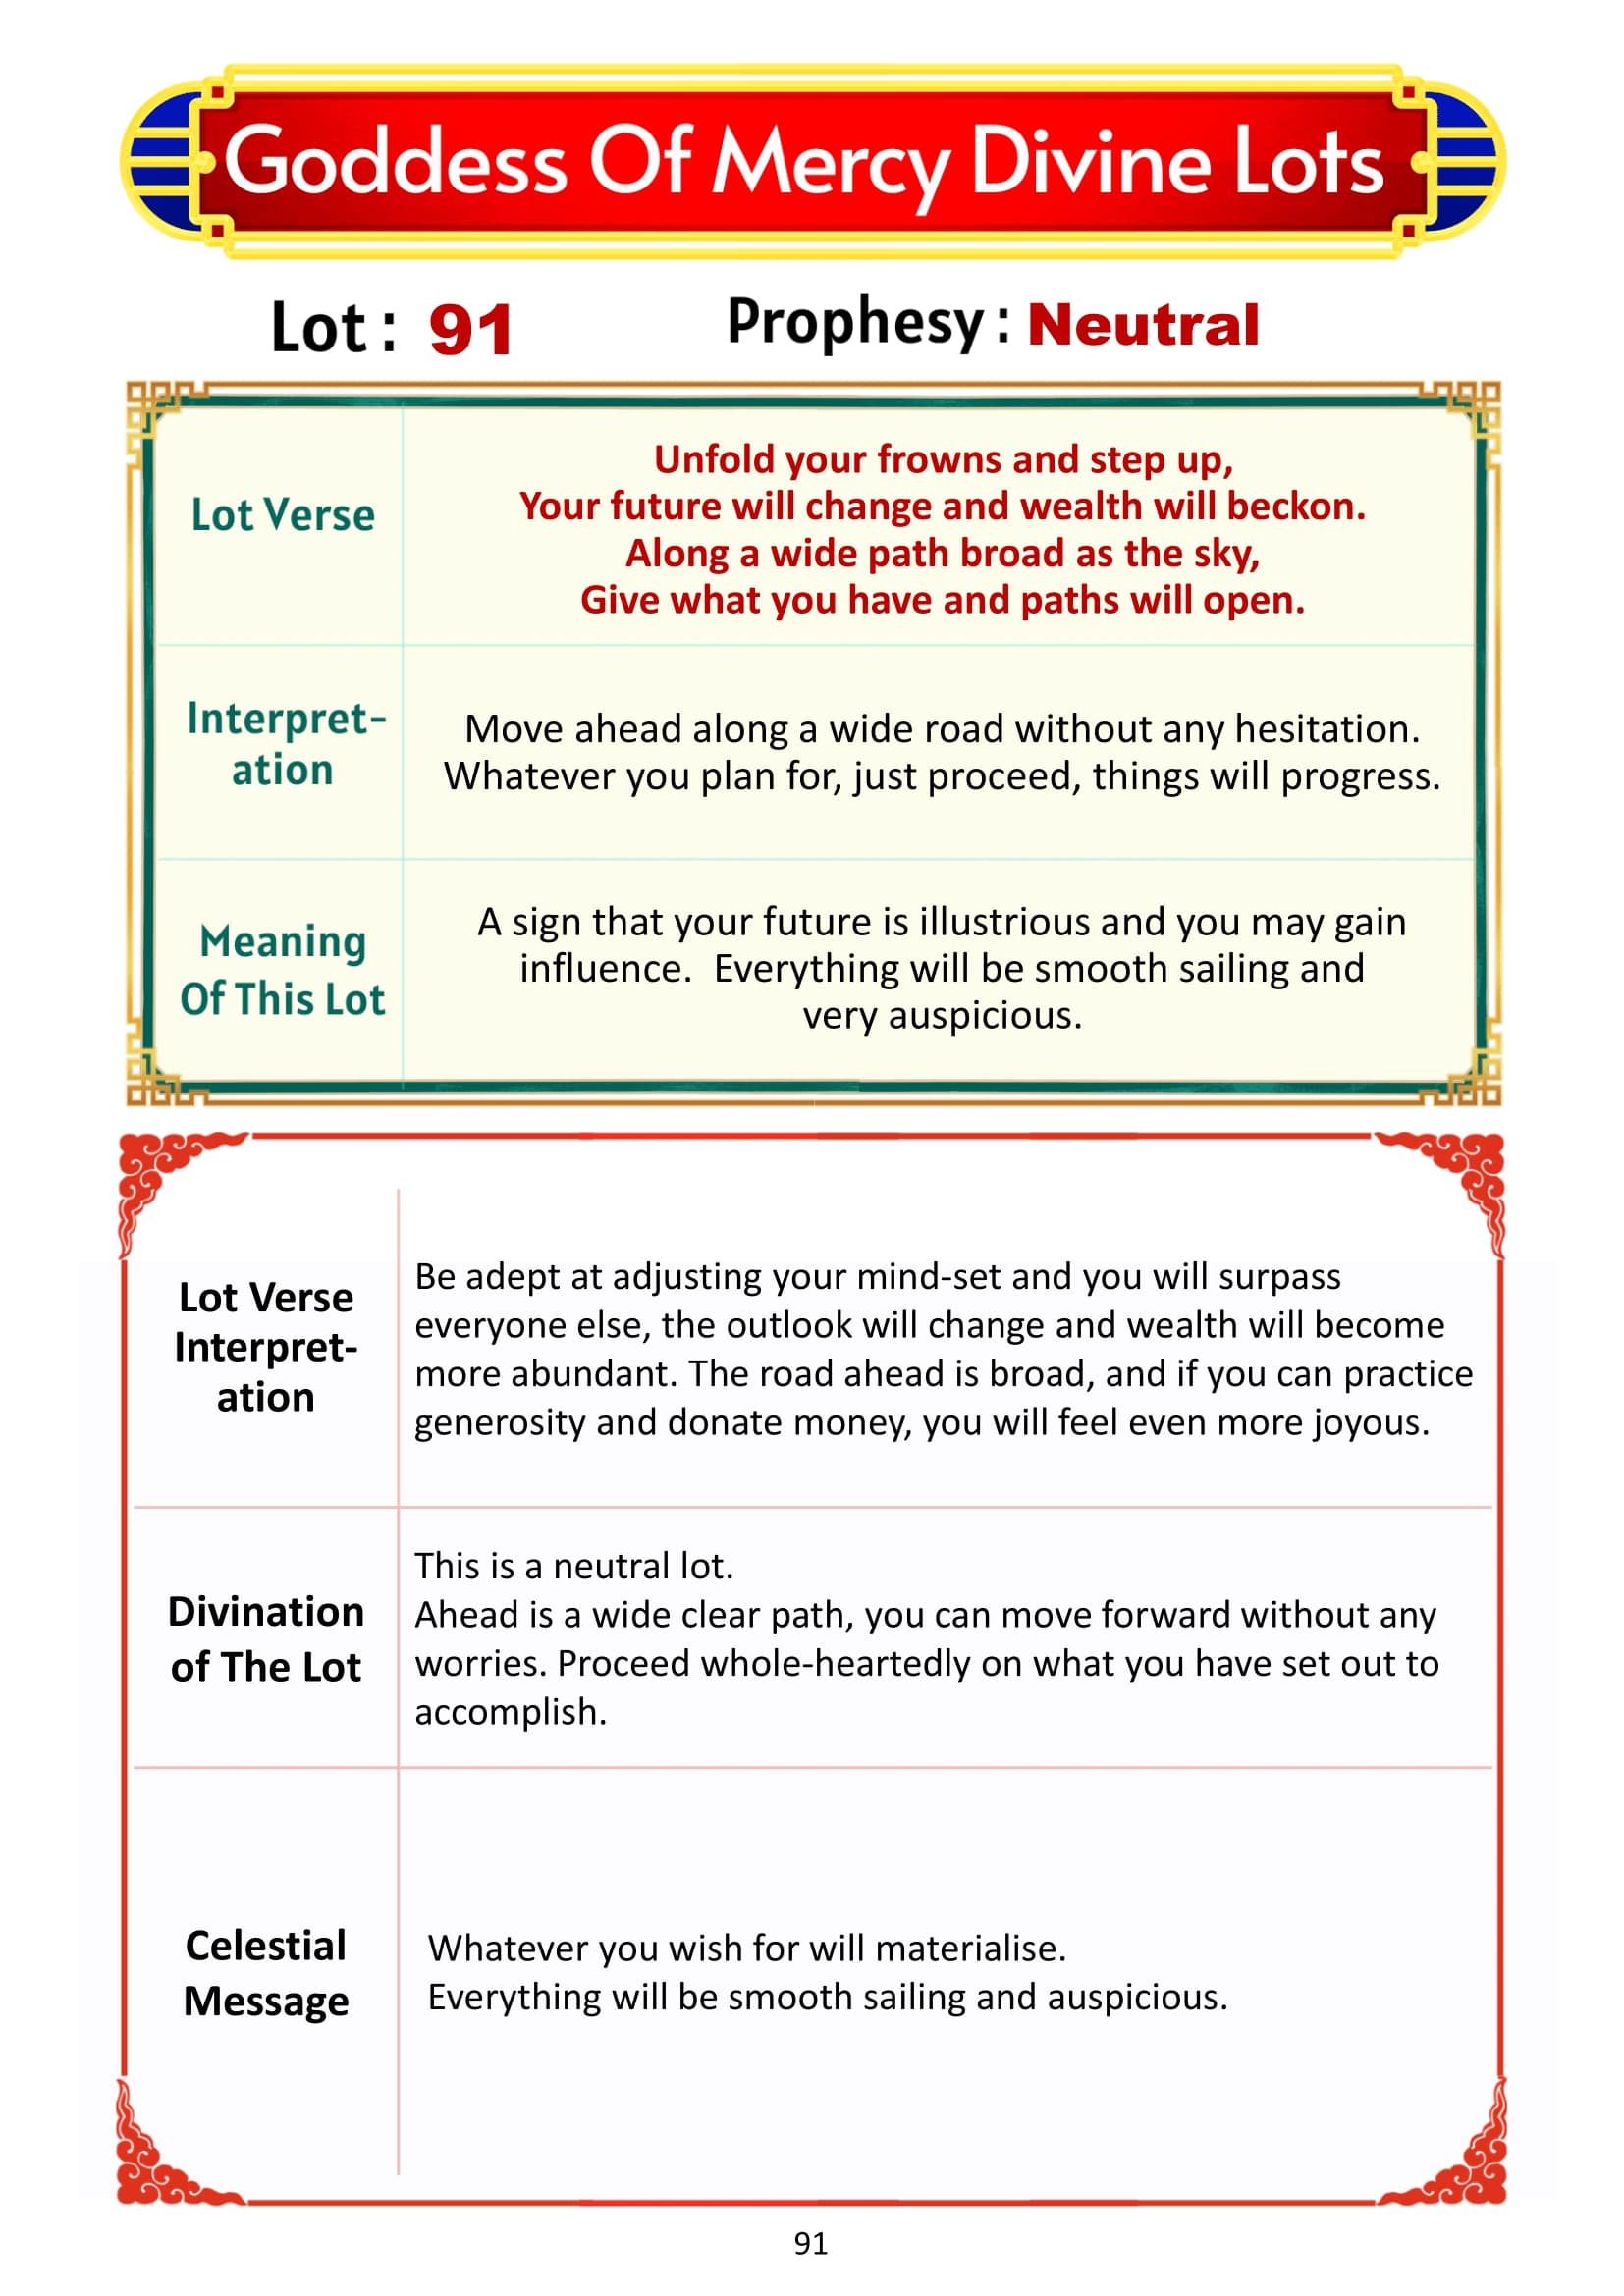 Goddess Of Mercy Divine Lots
Lot : 91
Prophesy : Neutral
Lot Verse
Unfold your frowns and step up,
Your future will change and wealth will beckon.
Along a wide path broad as the sky,
Give what you have and paths will open.
Interpret-
ation
Move ahead along a wide road without any hesitation.
Whatever you plan for, just proceed, things will progress.
Meaning
Of This Lot
A sign that your future is illustrious and you may gain
influence.  Everything will be smooth sailing and
very auspicious.
Lot Verse
Interpret-
ation
Be adept at adjusting your mind-set and you will surpass
everyone else, the outlook will change and wealth will become
more abundant. The road ahead is broad, and if you can practice
generosity and donate money, you will feel even more joyous.
Divination
of The Lot
This is a neutral lot.
Ahead is a wide clear path, you can move forward without any
worries. Proceed whole-heartedly on what you have set out to
accomplish.
Celestial
Message
Whatever you wish for will materialise.
Everything will be smooth sailing and auspicious.
91